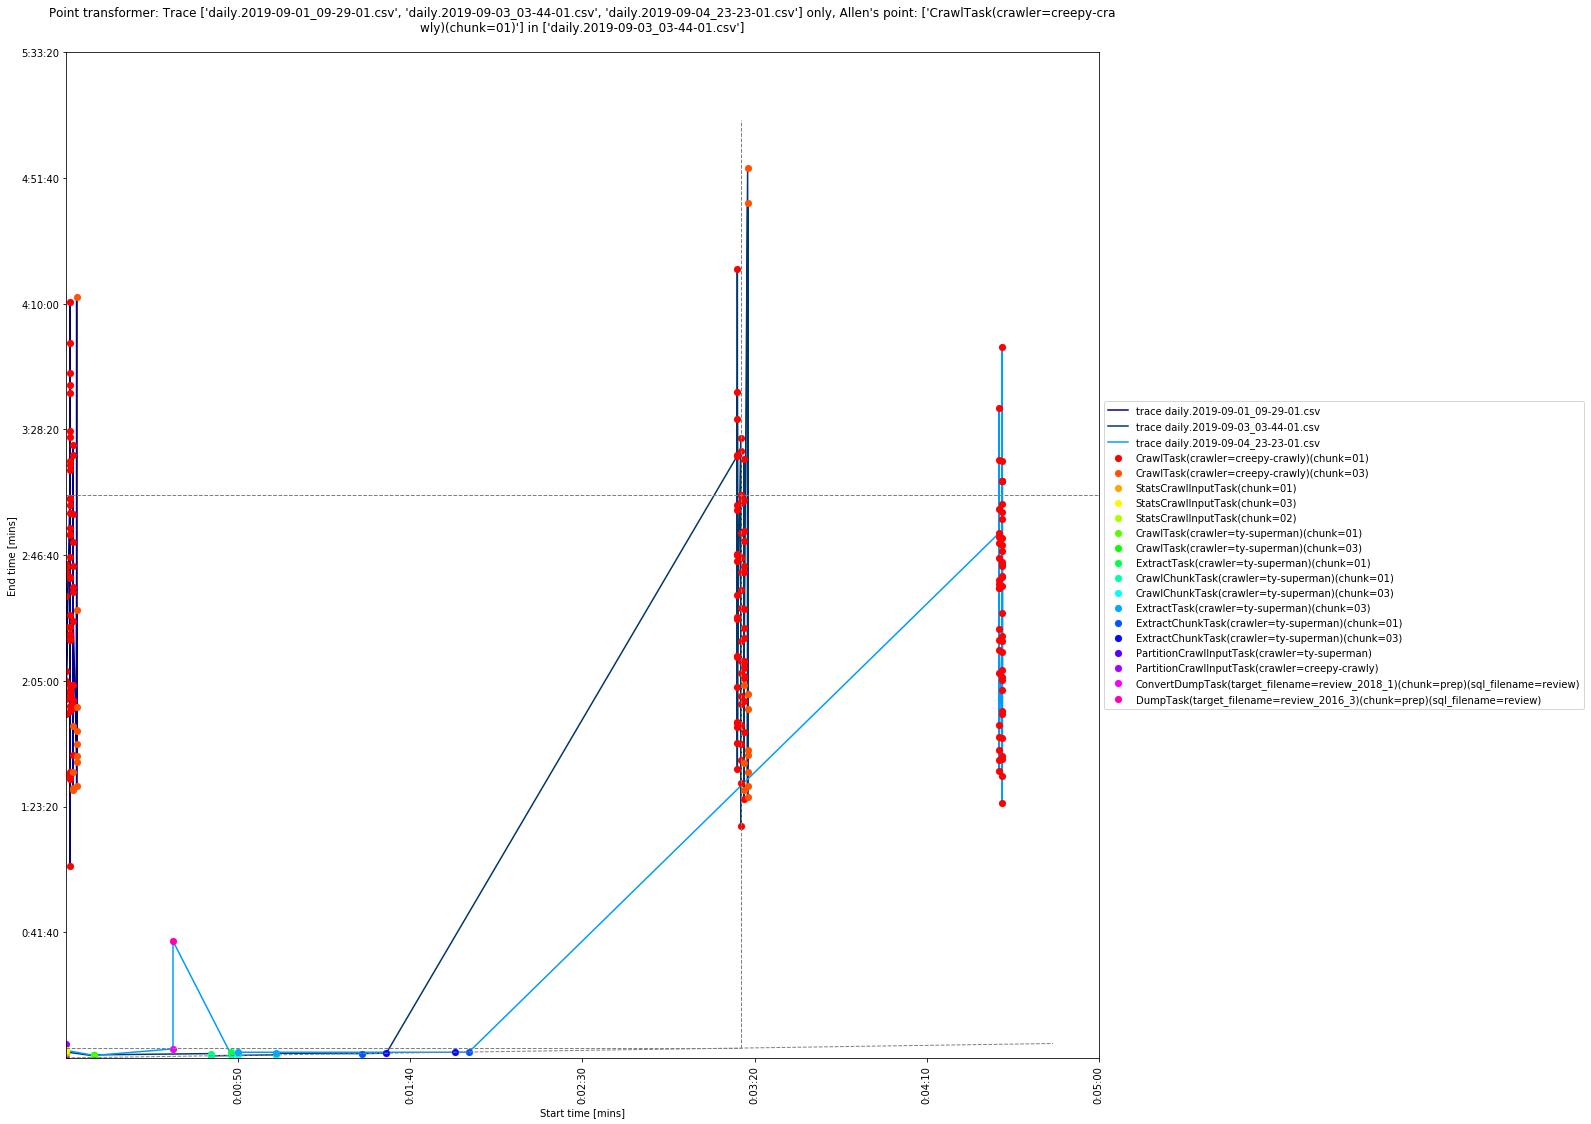 Point transformer: Trace ['daily.2019-09-01_09-29-01.csv', 'daily.2019-09-03_03-44-01.csv', 'daily.2019-09-04_23-23-01.csv'] only, Allen's point: ['CrawlTask(crawler=creepy-cra
wly)(chunk=01)'] in ['daily.2019-09-03_03-44-01.csv']
5:33:20
4:51:40
4:10:00
3:28:20
2:46:40
2:05:00
1:23:20
0:41:40
End time [mins]
0:00:50
0:01:40
0:02:30
0:03:20
0:04:10
0:05:00
Start time [mins]
trace daily.2019-09-01_09-29-01.csv
trace daily.2019-09-03_03-44-01.csv
trace daily.2019-09-04_23-23-01.csv
CrawlTask(crawler=creepy-crawly)(chunk=01)
CrawlTask(crawler=creepy-crawly)(chunk=03)
StatsCrawlInputTask(chunk=01)
StatsCrawlInputTask(chunk=03)
StatsCrawlInputTask(chunk=02)
CrawlTask(crawler=ty-superman)(chunk=01)
CrawlTask(crawler=ty-superman)(chunk=03)
ExtractTask(crawler=ty-superman)(chunk=01)
CrawlChunkTask(crawler=ty-superman)(chunk=01)
CrawlChunkTask(crawler=ty-superman)(chunk=03)
ExtractTask(crawler=ty-superman)(chunk=03)
ExtractChunkTask(crawler=ty-superman)(chunk=01)
ExtractChunkTask(crawler=ty-superman)(chunk=03)
PartitionCrawlInputTask(crawler=ty-superman)
PartitionCrawlInputTask(crawler=creepy-crawly)
ConvertDumpTask(target_filename=review_2018_1)(chunk=prep)(sql_filename=review)
DumpTask(target_filename=review_2016_3)(chunk=prep)(sql_filename=review)